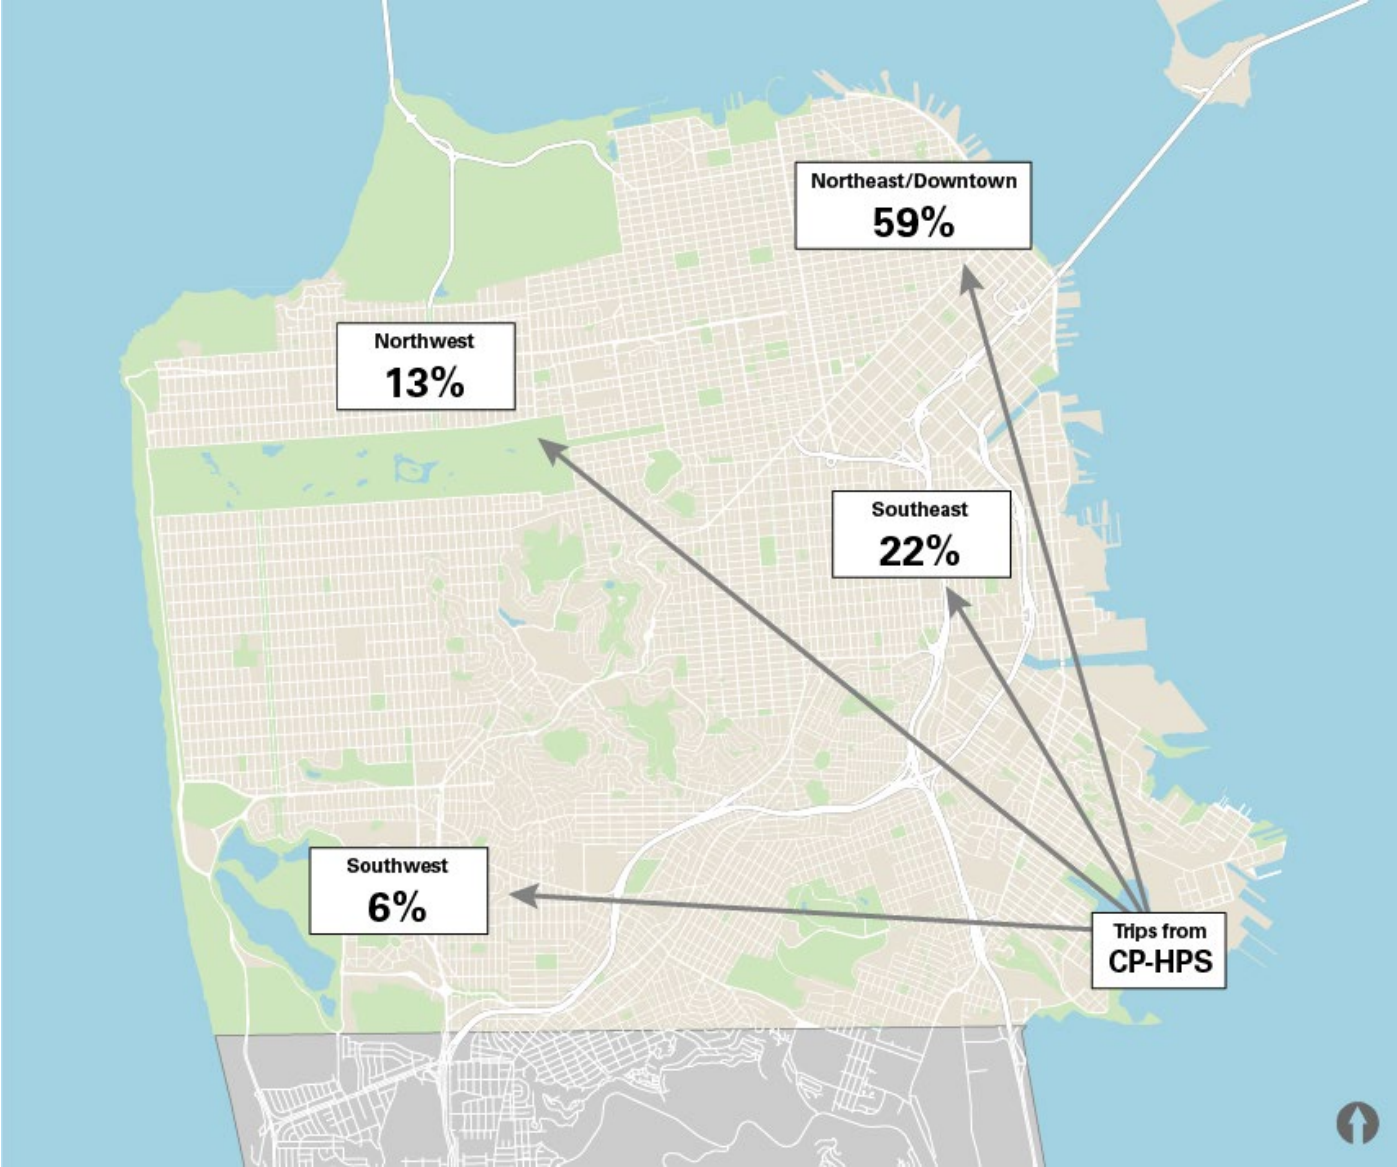 Northeast/Downtown
59%
Northwest
13%
Southeast
22%
Southwest
6%
Trips from
CP-HPS